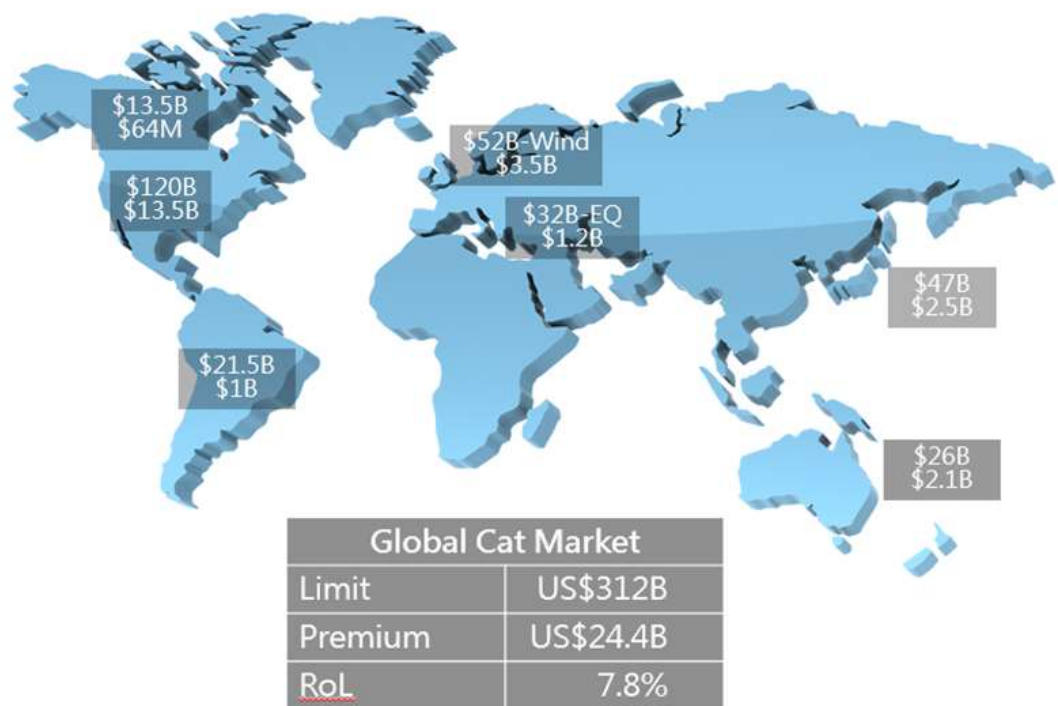 $13.5B
$64M
$52B-Wind
$3.5B
$120B
$13.5B
$32B-EQ
$1.2B
$47B
$2.5B
$21.5B
$1B
$26B
$2.1B
Global Cat Market
Limit US$312B
Premium US$24.4B
RoL 7.8%